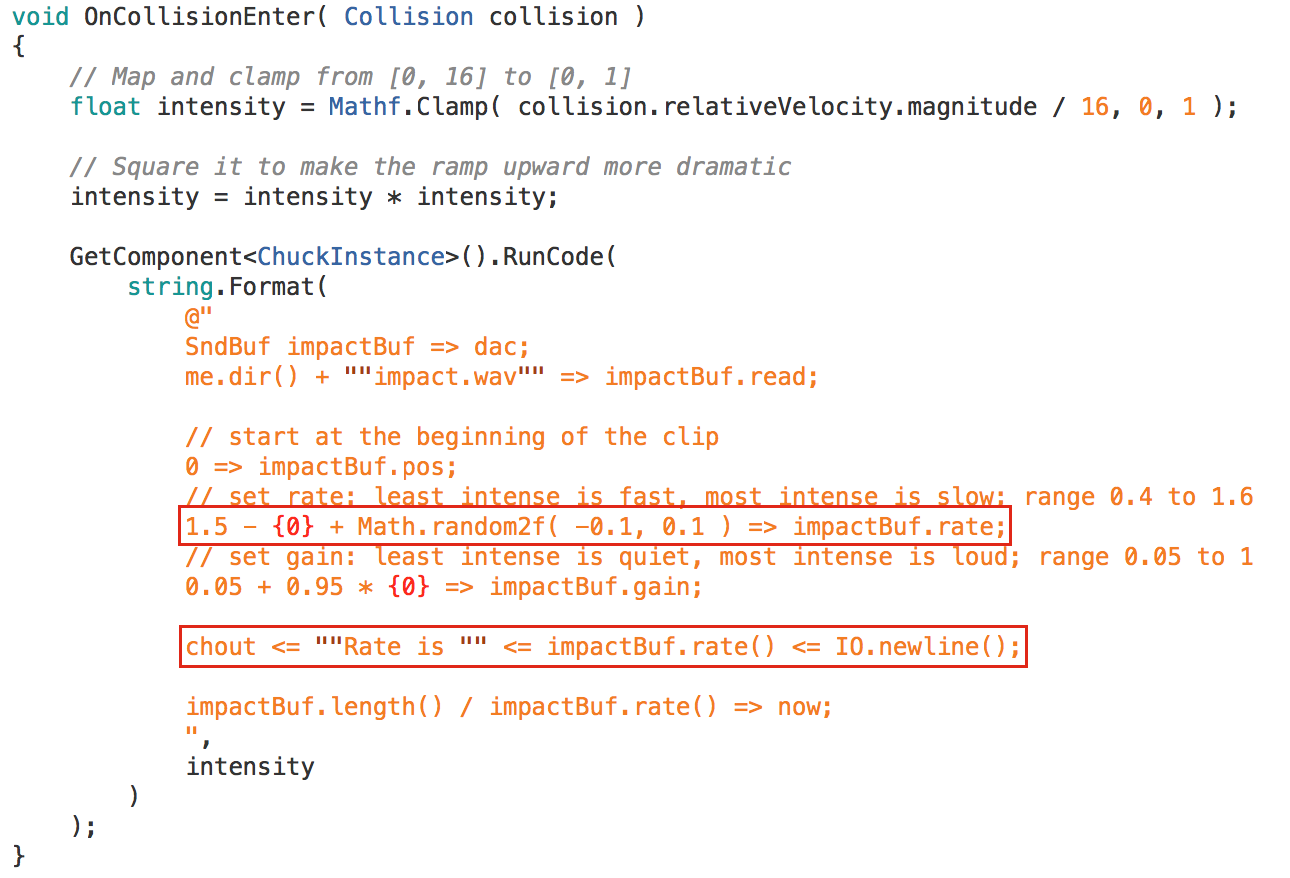 void OnCollisionEnter( Collision collision )
{
    // Map and clamp from [0, 16] to [0, 1]
    float intensity = Mathf.Clamp( collision.relativeVelocity.magnitude / 16, 0, 1 );

    // Square it to make the ramp upward more dramatic
    intensity = intensity * intensity;

    GetComponent<ChuckInstance>().RunCode(
        string.Format(
            @"
            SndBuf impactBuf => dac;
            me.dir() + ""impact.wav"" => impactBuf.read;

            // start at the beginning of the clip
            0 => impactBuf.pos;
            // set rate: least intense is fast, most intense is slow; range 0.4 to 1.6
            1.5 - {0} + Math.random2f( -0.1, 0.1 ) => impactBuf.rate;
            // set gain: least intense is quiet, most intense is loud; range 0.05 to 1
            0.05 + 0.95 * {0} => impactBuf.gain;

            chout <= ""Rate is "" <= impactBuf.rate() <= IO.newline();

            impactBuf.length() / impactBuf.rate() => now;
            ",
            intensity
        )
    );
}